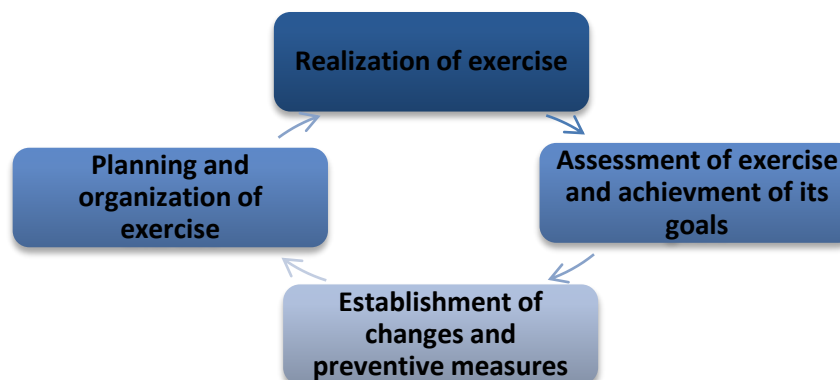 Realization of exercise
Planning and
organization of
exercise
Assessment of exercise
and achievment of its
goals
Establishment of
changes and
preventive measures